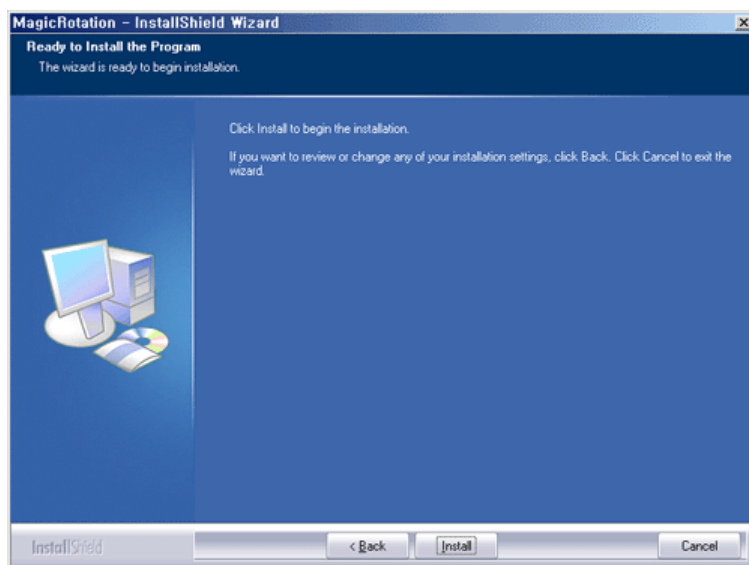 MagicRotation - InstallShield Wizard
Ready to Install the Program
The wizard is ready to begin installation.
Click Install to begin the installation.
If you want to review or change any of your installation settings, click Back. Click Cancel to exit the
wizard.
InstallShield
< Back
Install
Cancel